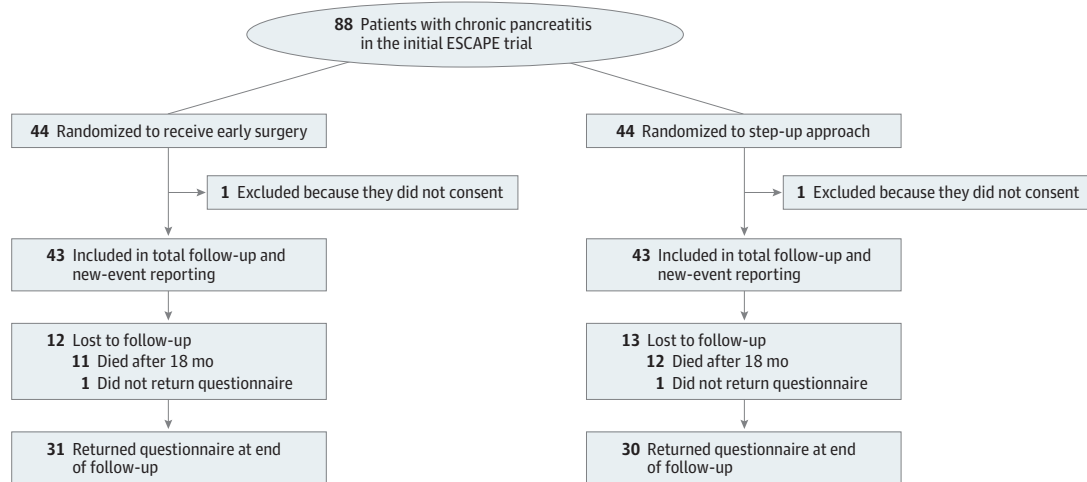 88 Patients with chronic pancreatitis
in the initial ESCAPE trial
44 Randomized to receive early surgery
44 Randomized to step-up approach
1 Excluded because they did not consent
1 Excluded because they did not consent
43 Included in total follow-up and
new-event reporting
43 Included in total follow-up and
new-event reporting
12 Lost to follow-up
11 Died after 18 mo
1 Did not return questionnaire
13 Lost to follow-up
12 Died after 18 mo
1 Did not return questionnaire
31 Returned questionnaire at end
of follow-up
30 Returned questionnaire at end
of follow-up